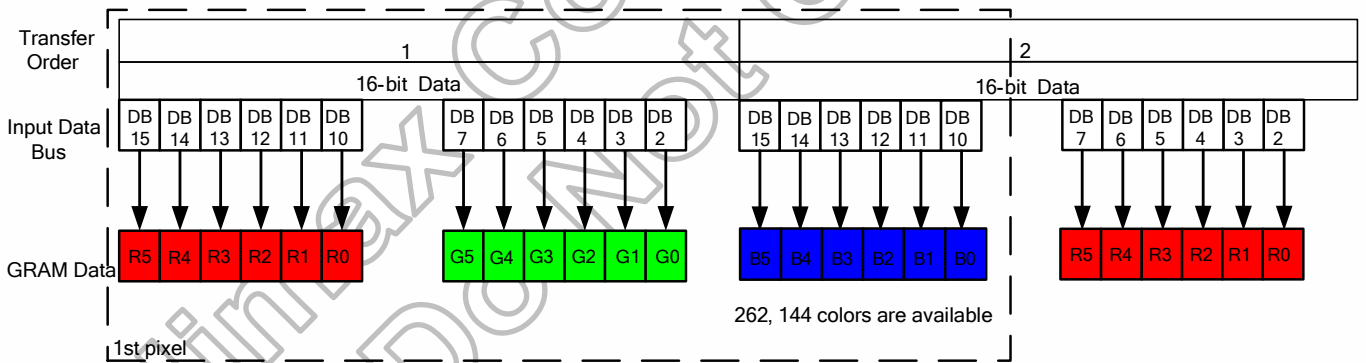 Transfer Order
1
2
16-bit Data
16-bit Data
Input Data Bus
DB 15 DB 14 DB 13 DB 12 DB 11 DB 10 DB 7 DB 6 DB 5 DB 4 DB 3 DB 2 DB 15 DB 14 DB 13 DB 12 DB 11 DB 10 DB 7 DB 6 DB 5 DB 4 DB 3 DB 2
GRAM Data
R5 R4 R3 R2 R1 R0 G5 G4 G3 G2 G1 G0 B5 B4 B3 B2 B1 B0 R5 R4 R3 R2 R1 R0
262, 144 colors are available
1st pixel
Do Not